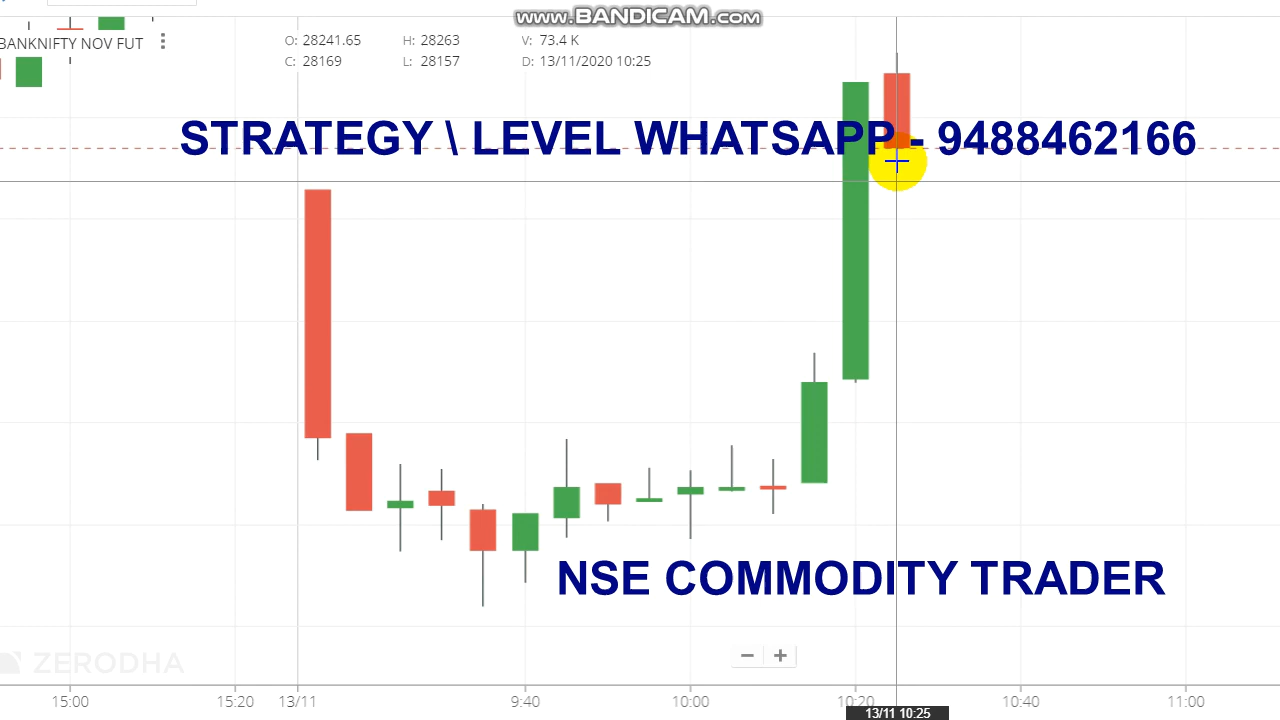 www.BANDICAM.com
BANKNIFTY NOV FUT
O: 28241.65 H: 28263 V: 73.4 K
C: 28169 L: 28157 D: 13/11/2020 10:25
STRATEGY \ LEVEL WHATSAPP - 9488462166
NSE COMMODITY TRADER
ZERODHA
15:00 15:20 13/11 9:40 10:00 10:20 10:40 11:00
13/11 10:25